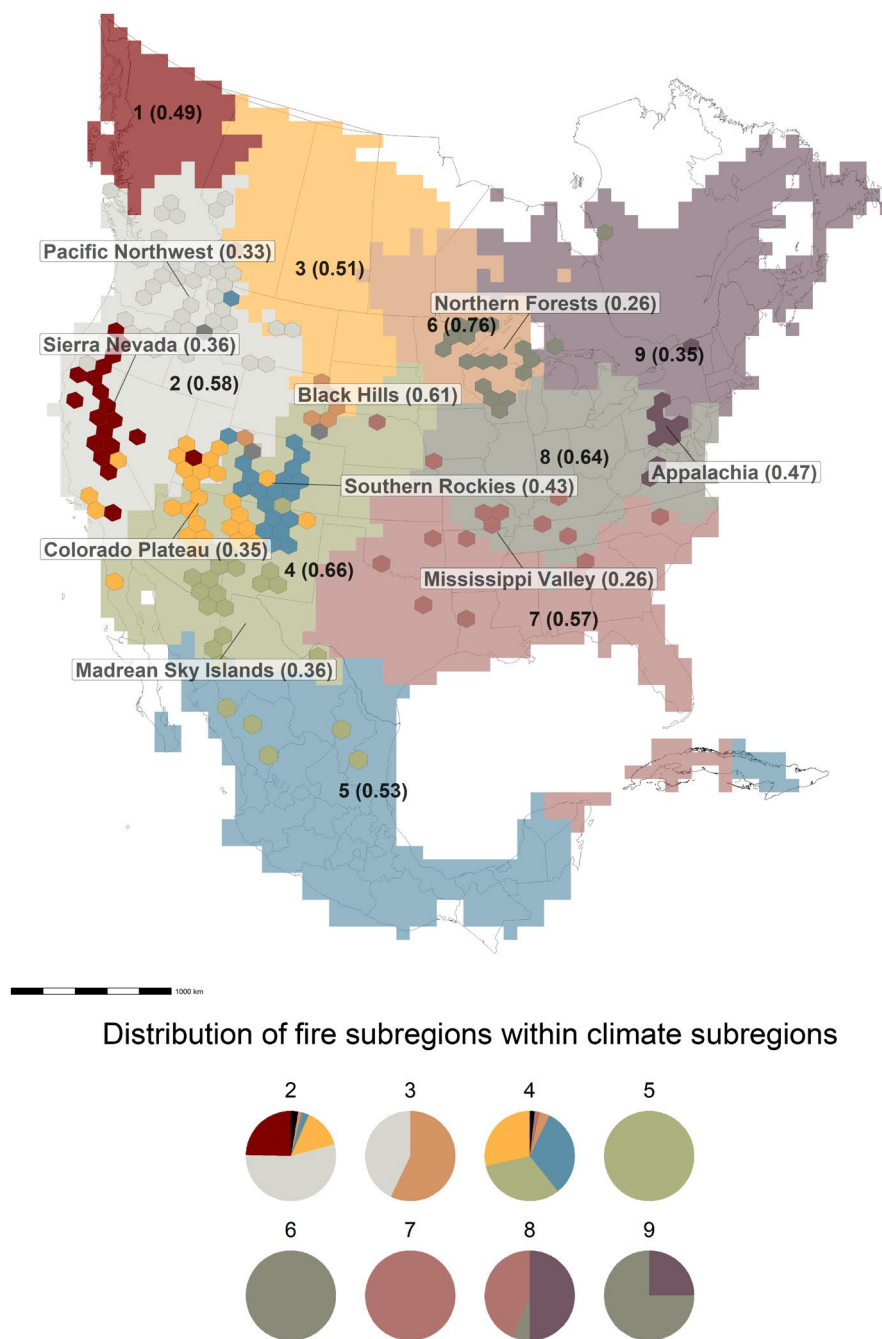 1 (0.49)
Pacific Northwest (0.33)
3 (0.51)
Northern Forests (0.26)
6 (0.76)
Sierra Nevada (0.36)
9 (0.35)
2 (0.58)
Black Hills (0.61)
8 (0.64)
Appalachia (0.47)
Southern Rockies (0.43)
Colorado Plateau (0.35)
4 (0.66)
Mississippi Valley (0.26)
7 (0.57)
Madrean Sky Islands (0.36)
5 (0.53)
1000 km
Distribution of fire subregions within climate subregions
2 3 4 5
6 7 8 9